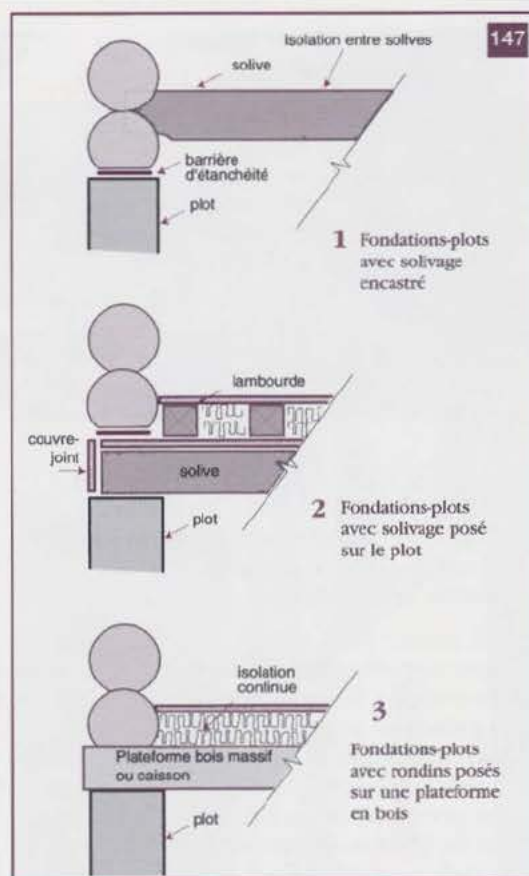 147
Isolation entre solives
solive
barrière
d'étanchéité
plot
1 Fondations-plots
avec solivage
encastré
lambourde
couvre-
joint
solive
plot
2 Fondations-plots
avec solivage posé
sur le plot
isolation
continue
Plateforme bois massif
ou caisson
plot
3
Fondations-plots
avec rondins posés
sur une plateforme
en bois